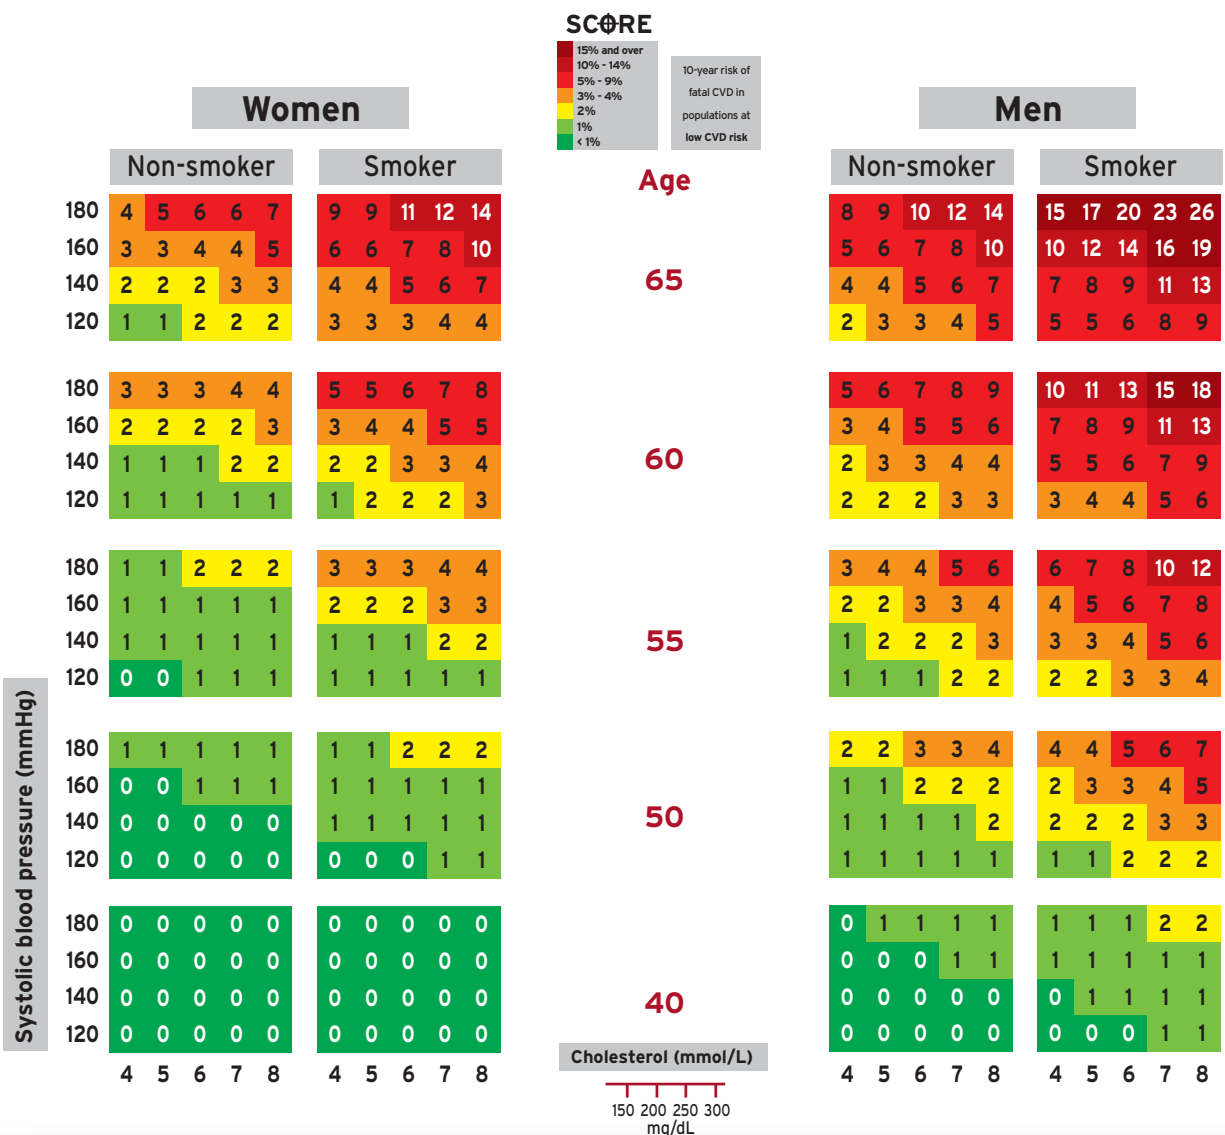 SCORE
15% and over
10% - 14%
5% - 9%
3% - 4%
2%
1%
< 1%
10-year risk of
fatal CVD in
populations at
low CVD risk
Women Men
Non-smoker Smoker Age Non-smoker Smoker
180 4 5 6 6 7 9 9 11 12 14 8 9 10 12 14 15 17 20 23 26
160 3 3 4 4 5 6 6 7 8 10 5 6 7 8 10 10 12 14 16 19
65
140 2 2 2 3 3 4 4 5 6 7 4 4 5 6 7 7 8 9 11 13
120 1 1 2 2 2 3 3 3 4 4 2 3 3 4 5 5 5 6 8 9
180 3 3 3 4 4 5 5 6 7 8 5 6 7 8 9 10 11 13 15 18
160 2 2 2 2 3 3 4 4 5 5 3 4 5 5 6 7 8 9 11 13
60
140 1 1 1 2 2 2 2 3 3 4 2 3 3 4 4 5 5 6 7 9
120 1 1 1 1 1 1 2 2 2 3 2 2 2 3 3 3 4 4 5 6
180 1 1 2 2 2 3 3 3 4 4 3 4 4 5 6 6 7 8 10 12
160 1 1 1 1 1 2 2 2 3 3 2 2 3 3 4 4 5 6 7 8
55
140 1 1 1 1 1 1 1 1 2 2 1 2 2 2 3 3 3 4 5 6
120 0 0 1 1 1 1 1 1 1 1 1 1 1 2 2 2 2 3 3 4
180 1 1 1 1 1 1 1 2 2 2 2 2 3 3 4 4 4 5 6 7
160 0 0 1 1 1 1 1 1 1 1 1 1 2 2 2 2 3 3 4 5
50
140 0 0 0 0 0 1 1 1 1 1 1 1 1 1 2 2 2 2 3 3
120 0 0 0 0 0 0 0 0 1 1 1 1 1 1 1 1 1 2 2 2
180 0 0 0 0 0 0 0 0 0 0 0 1 1 1 1 1 1 1 2 2
160 0 0 0 0 0 0 0 0 0 0 0 0 0 1 1 1 1 1 1 1
40
140 0 0 0 0 0 0 0 0 0 0 0 0 0 0 0 0 1 1 1 1
120 0 0 0 0 0 0 0 0 0 0 0 0 0 0 0 0 0 0 1 1
Systolic blood pressure (mmHg)
4 5 6 7 8 4 5 6 7 8 4 5 6 7 8 4 5 6 7 8
Cholesterol (mmol/L)
150 200 250 300
mg/dL